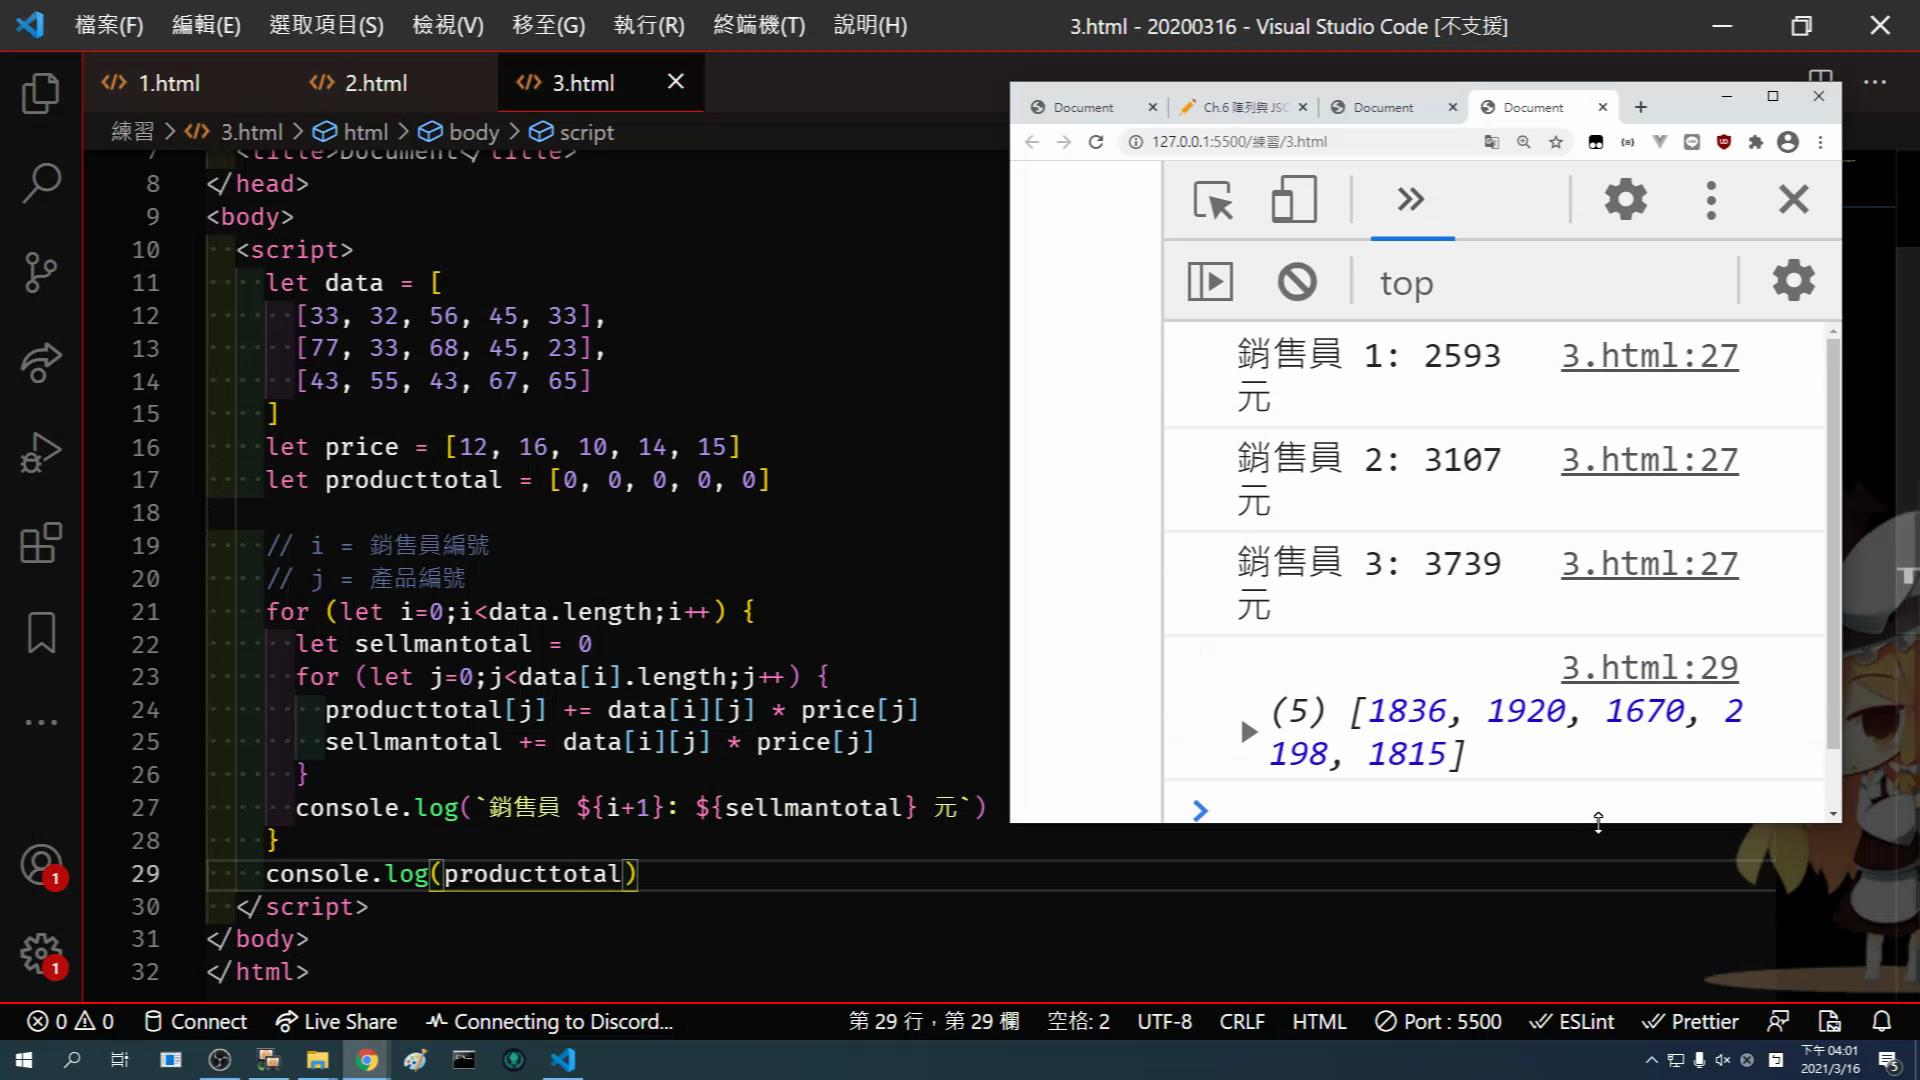 檔案(F) 編輯(E) 選取項目(S) 檢視(V) 移至(G) 執行(R) 終端機(T) 說明(H) 3.html - 20200316 - Visual Studio Code [不支援]
1.html 2.html 3.html
練習 > 3.html > html > body > script
7 <title>Document</title>
8 </head>
9 <body>
10 <script>
11 let data = [
12 [33, 32, 56, 45, 33],
13 [77, 33, 68, 45, 23],
14 [43, 55, 43, 67, 65]
15 ]
16 let price = [12, 16, 10, 14, 15]
17 let producttotal = [0, 0, 0, 0, 0]
18
19 // i = 銷售員編號
20 // j = 產品編號
21 for (let i=0;i<data.length;i++) {
22 let sellmantotal = 0
23 for (let j=0;j<data[i].length;j++) {
24 producttotal[j] += data[i][j] * price[j]
25 sellmantotal += data[i][j] * price[j]
26 }
27 console.log(`銷售員 ${i+1}: ${sellmantotal} 元`)
28 }
29 console.log(producttotal)
30 </script>
31 </body>
32 </html>
Document Ch.6 陣列與 JSO Document Document
127.0.0.1:5500/練習/3.html
top
銷售員 1: 2593 3.html:27
元
銷售員 2: 3107 3.html:27
元
銷售員 3: 3739 3.html:27
元
3.html:29
(5) [1836, 1920, 1670, 2
198, 1815]
1
1
0 0 Connect Live Share Connecting to Discord... 第 29 行，第 29 欄 空格: 2 UTF-8 CRLF HTML Port : 5500 ESLint Prettier
下午 04:01
2021/3/16
5